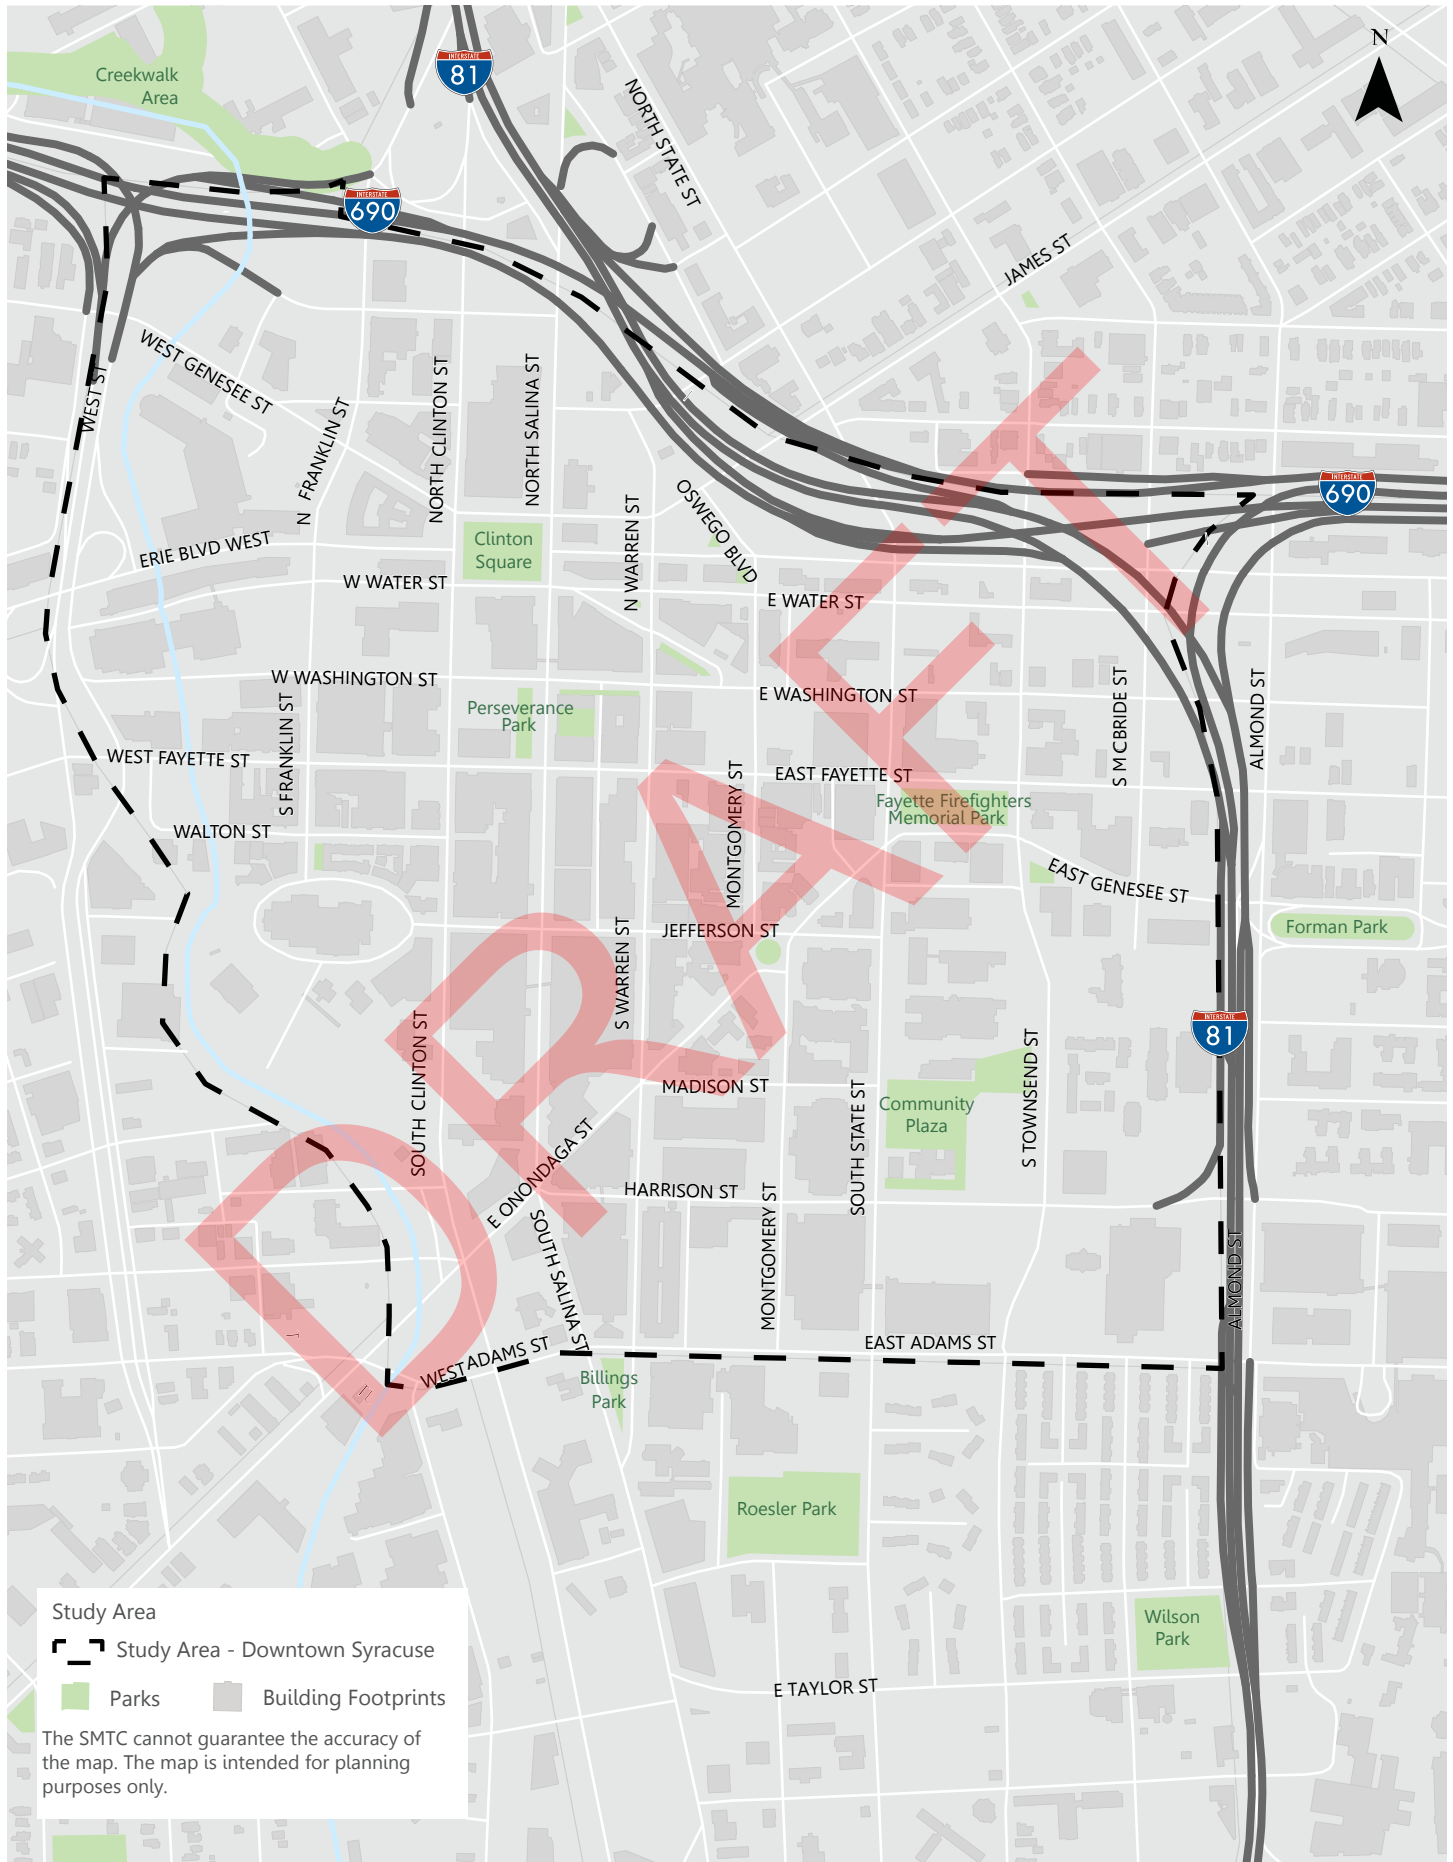 N
Creekwalk
Area
INTERSTATE
81
NORTH STATE ST
INTERSTATE
690
JAMES ST
WEST GENESEE ST
WEST ST
N FRANKLIN ST
NORTH CLINTON ST
NORTH SALINA ST
INTERSTATE
690
OSWEGO BLVD
N WARREN ST
Clinton
Square
ERIE BLVD WEST
W WATER ST
E WATER ST
W WASHINGTON ST
E WASHINGTON ST
S FRANKLIN ST
Perseverance
Park
S MCBRIDE ST
ALMOND ST
WEST FAYETTE ST
EAST FAYETTE ST
MONTGOMERY ST
Fayette Firefighters
Memorial Park
WALTON ST
EAST GENESEE ST
JEFFERSON ST
Forman Park
S WARREN ST
INTERSTATE
81
SOUTH CLINTON ST
MADISON ST
SOUTH STATE ST
Community
Plaza
S TOWNSEND ST
E ONONDAGA ST
HARRISON ST
MONTGOMERY ST
SOUTH SALINA ST
ALMOND ST
WEST ADAMS ST
EAST ADAMS ST
Billings
Park
DRAFT
Roesler Park
Wilson
Park
E TAYLOR ST
Study Area
Study Area - Downtown Syracuse
Parks
Building Footprints
The SMTC cannot guarantee the accuracy of
the map. The map is intended for planning
purposes only.